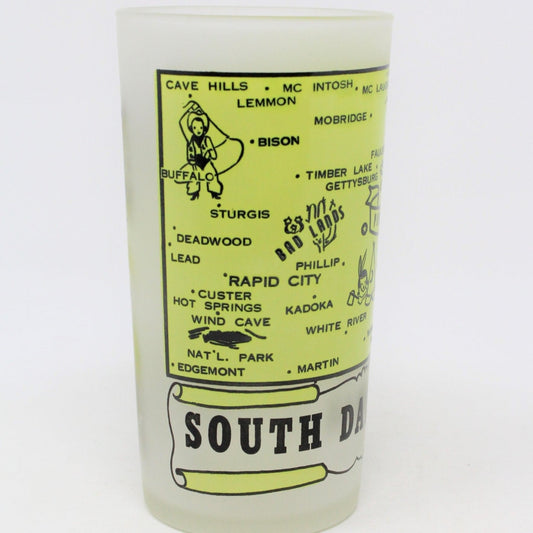 CAVE HILLS
MC INTOSH
LEMMON
MOBRIDGE
BISON
TIMBER LAKE
GETTYSBURG
BUFFALO
STURGIS
BAD LANDS
DEADWOOD
LEAD
PHILLIP
RAPID CITY
CUSTER
HOT SPRINGS
KADOKA
WIND CAVE
WHITE RIVER
NAT'L. PARK
EDGEMONT
MARTIN
SOUTH DA